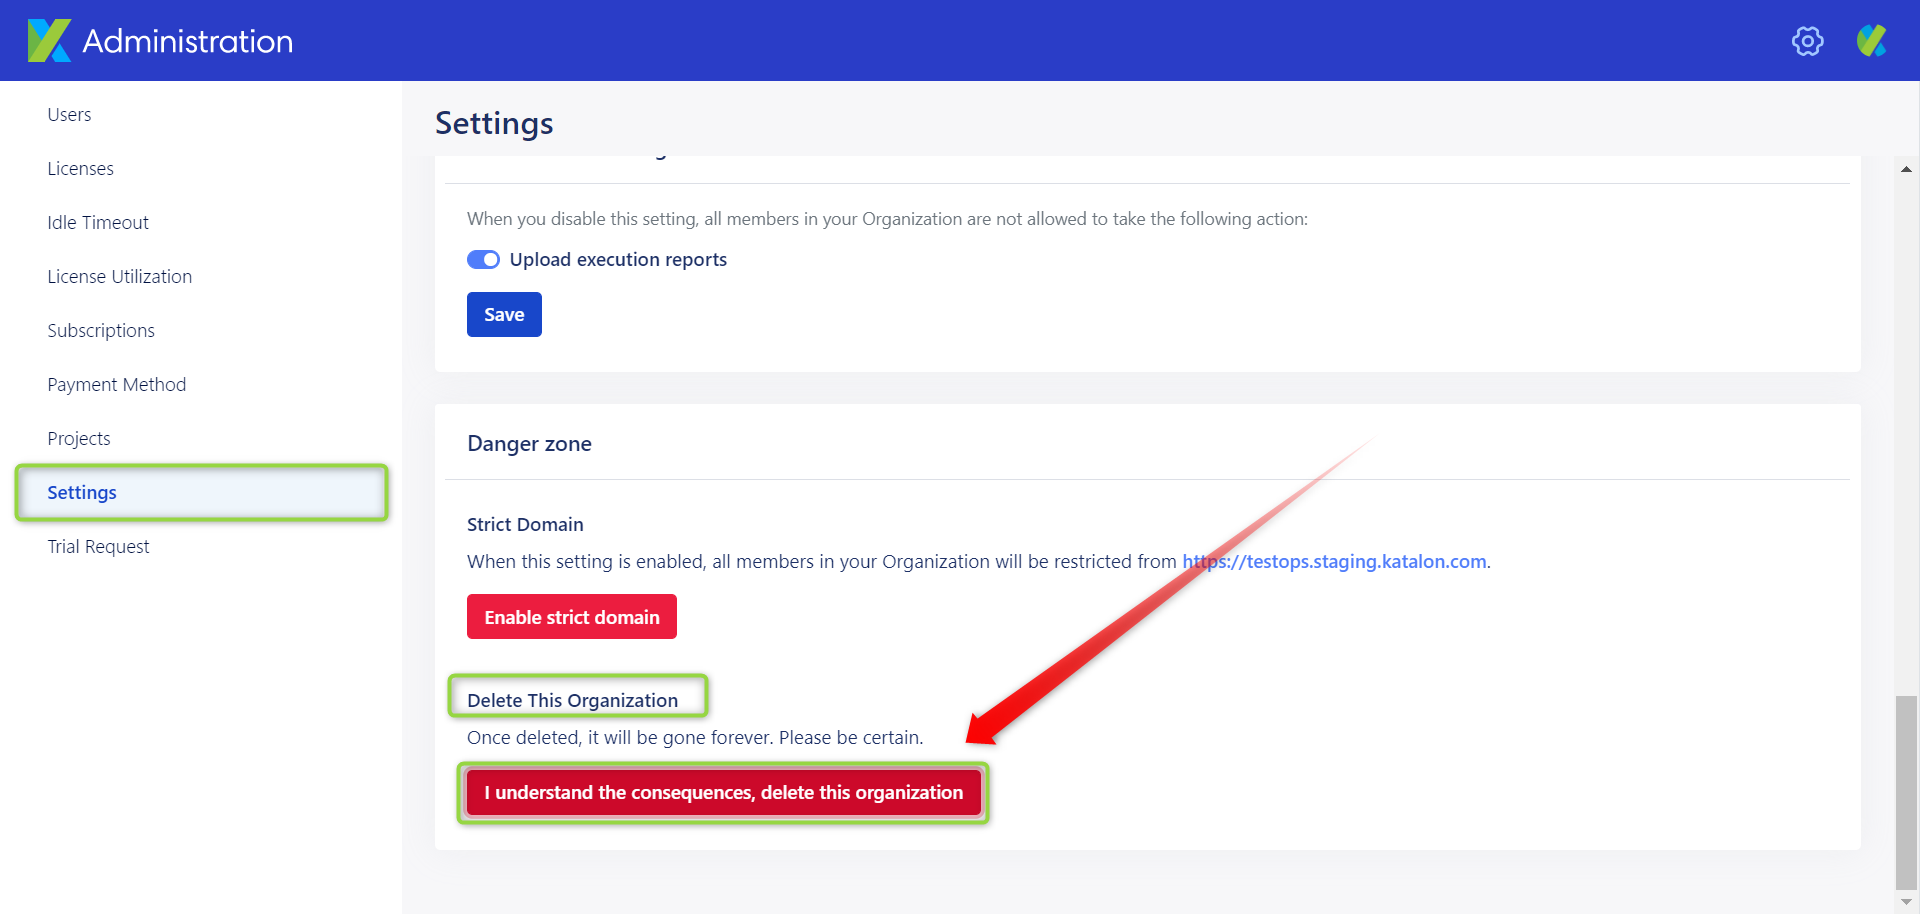 Administration
Users
Licenses
Idle Timeout
License Utilization
Subscriptions
Payment Method
Projects
Settings
Trial Request
Settings
When you disable this setting, all members in your Organization are not allowed to take the following action:
Upload execution reports
Save
Danger zone
Strict Domain
When this setting is enabled, all members in your Organization will be restricted from https://testops.staging.katalon.com.
Enable strict domain
Delete This Organization
Once deleted, it will be gone forever. Please be certain.
I understand the consequences, delete this organization